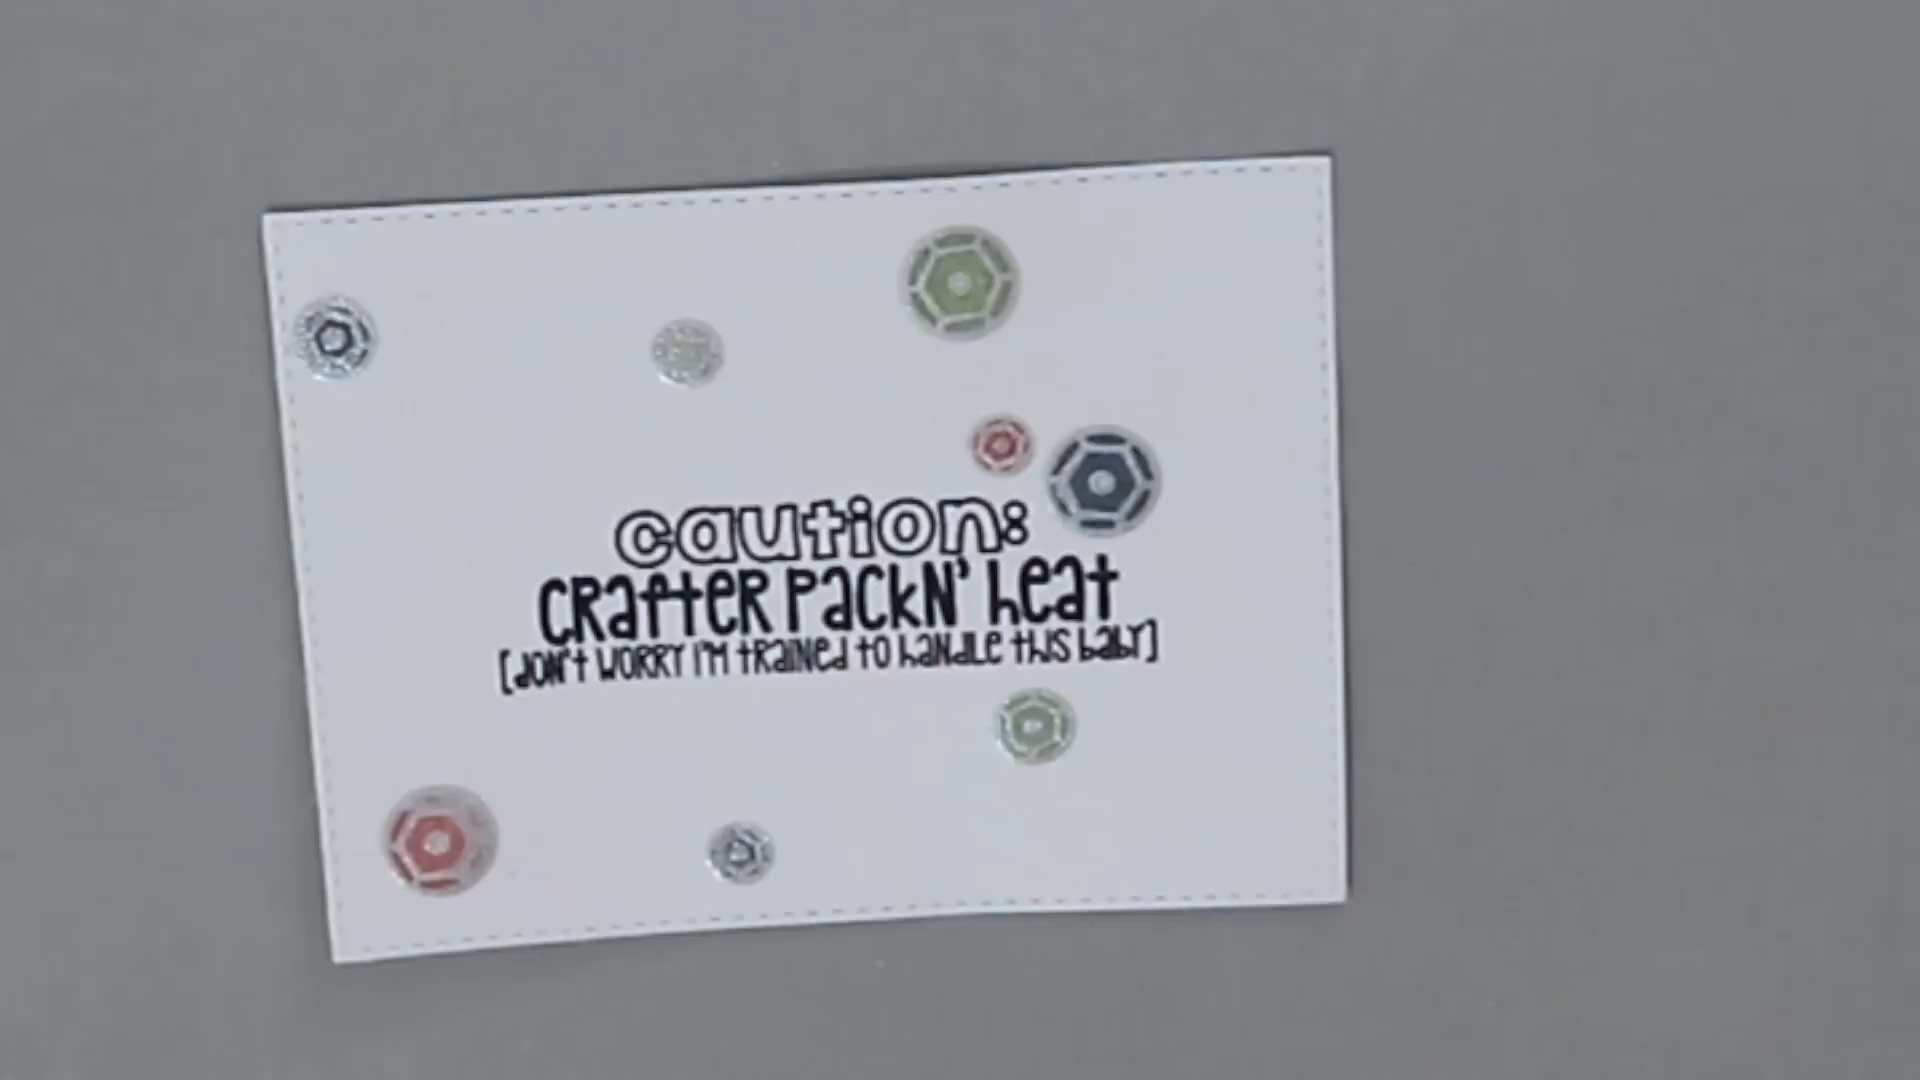 caution:
CRafteR PackN' heat
[dON't WORRY I'M tRaiNed tO haNdLe thiS baby]